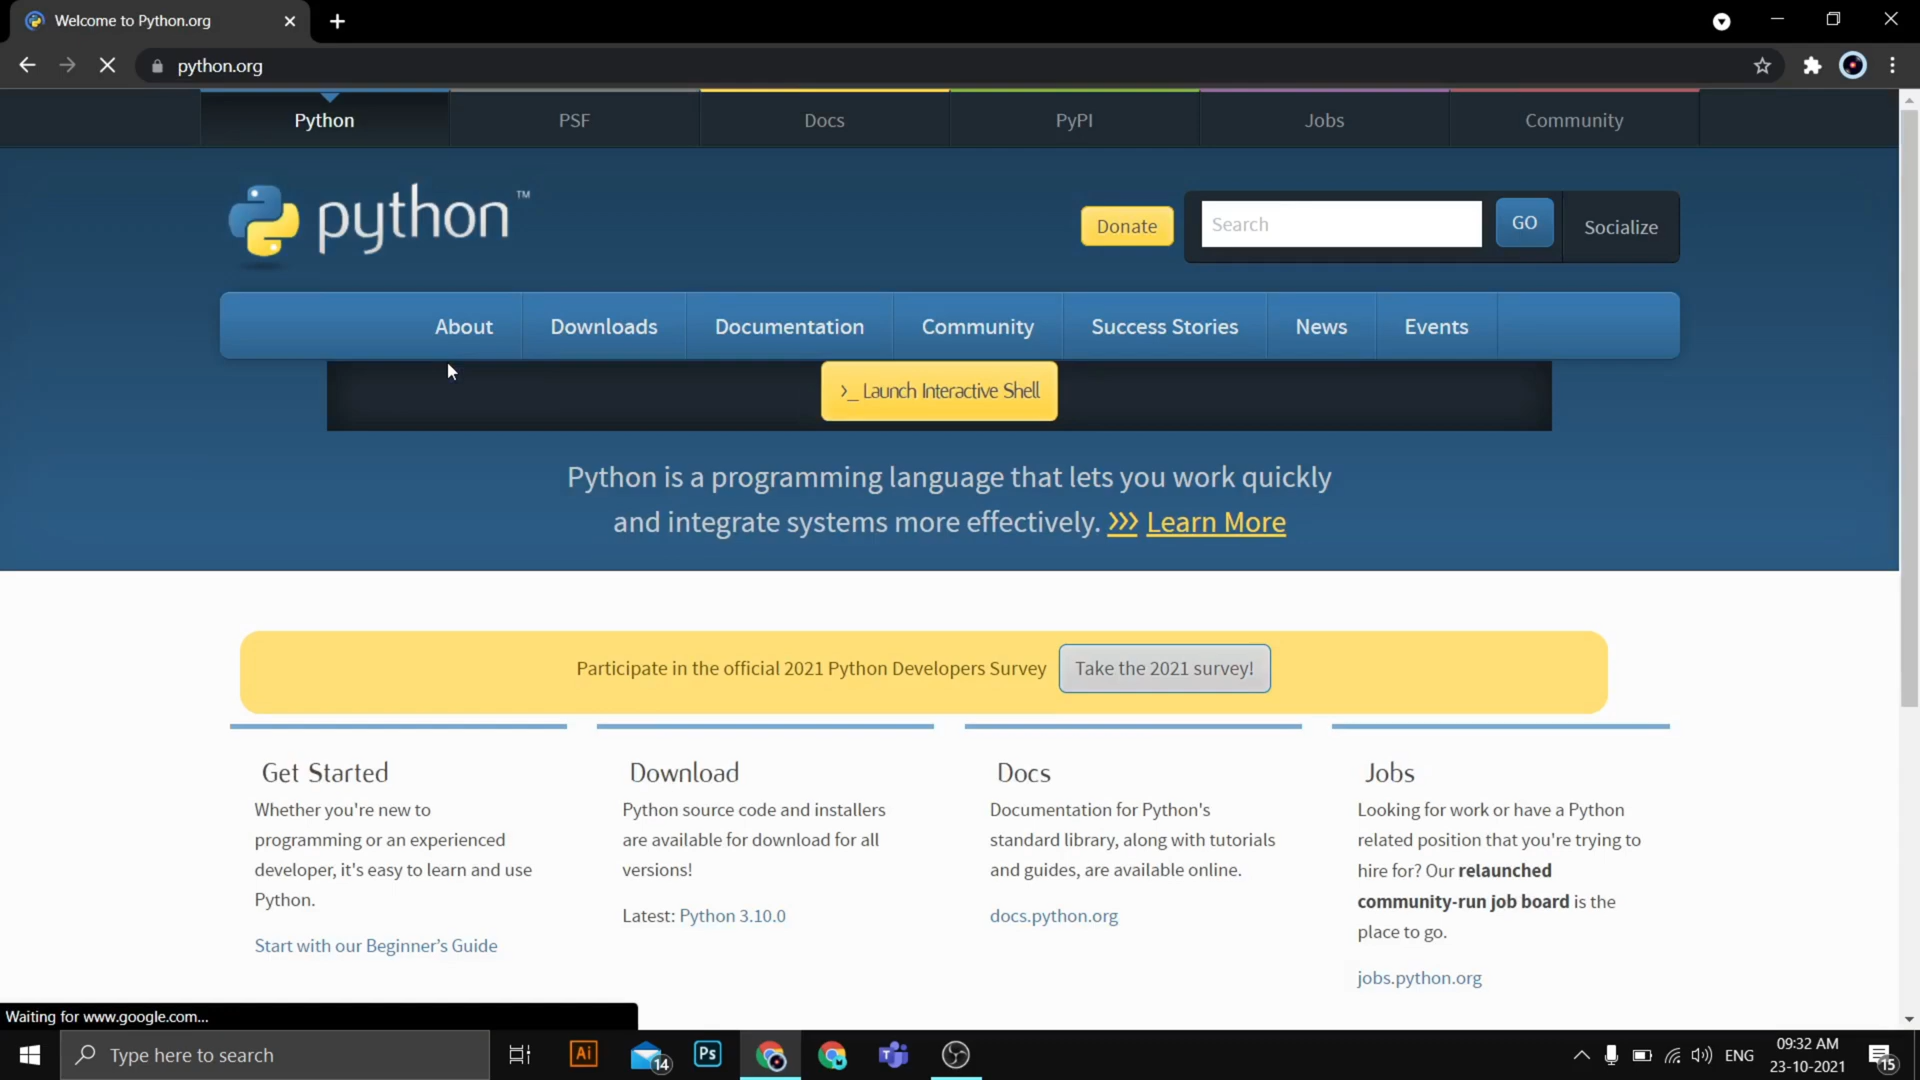 Welcome to Python.org
python.org
Python
PSF
Docs
PyPI
Jobs
Community
python™
Donate
Search
GO
Socialize
About
Downloads
Documentation
Community
Success Stories
News
Events
>_ Launch Interactive Shell
Python is a programming language that lets you work quickly
and integrate systems more effectively. >>> Learn More
Participate in the official 2021 Python Developers Survey
Take the 2021 survey!
Get Started
Whether you're new to
programming or an experienced
developer, it's easy to learn and use
Python.
Start with our Beginner's Guide
Download
Python source code and installers
are available for download for all
versions!
Latest: Python 3.10.0
Docs
Documentation for Python's
standard library, along with tutorials
and guides, are available online.
docs.python.org
Jobs
Looking for work or have a Python
related position that you're trying to
hire for? Our relaunched
community-run job board is the
place to go.
jobs.python.org
Waiting for www.google.com...
Type here to search
Ai
14
Ps
ENG
09:32 AM
23-10-2021
15